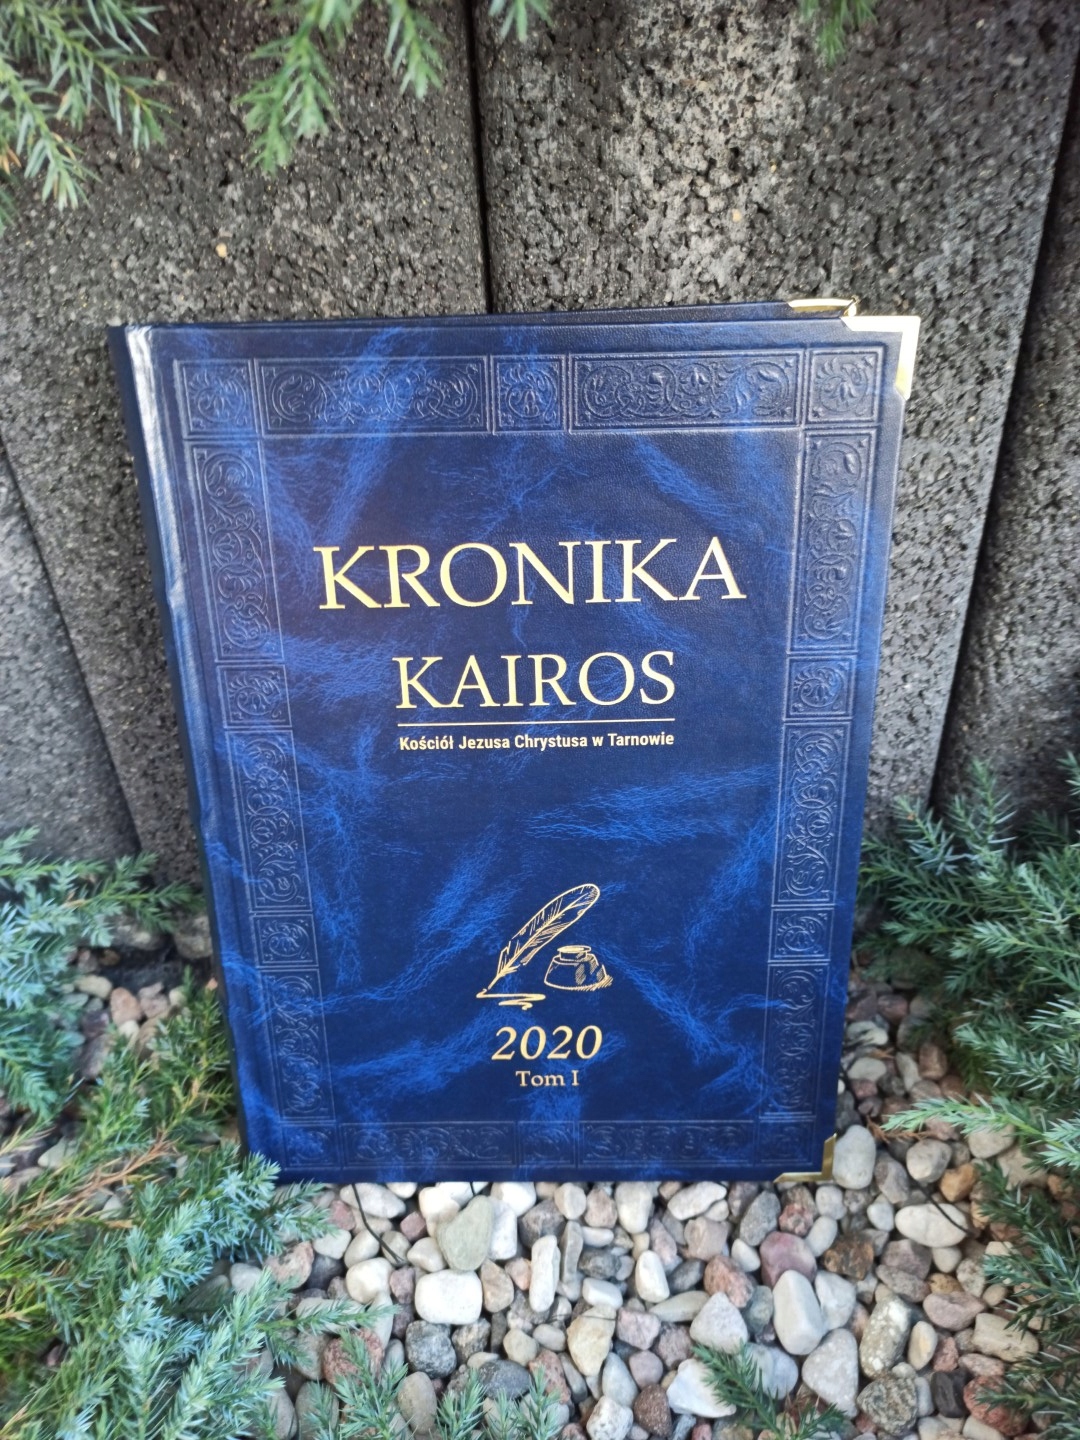 KRONIKA
KAIROS
Kościół Jezusa Chrystusa w Tarnowie
2020
Tom I